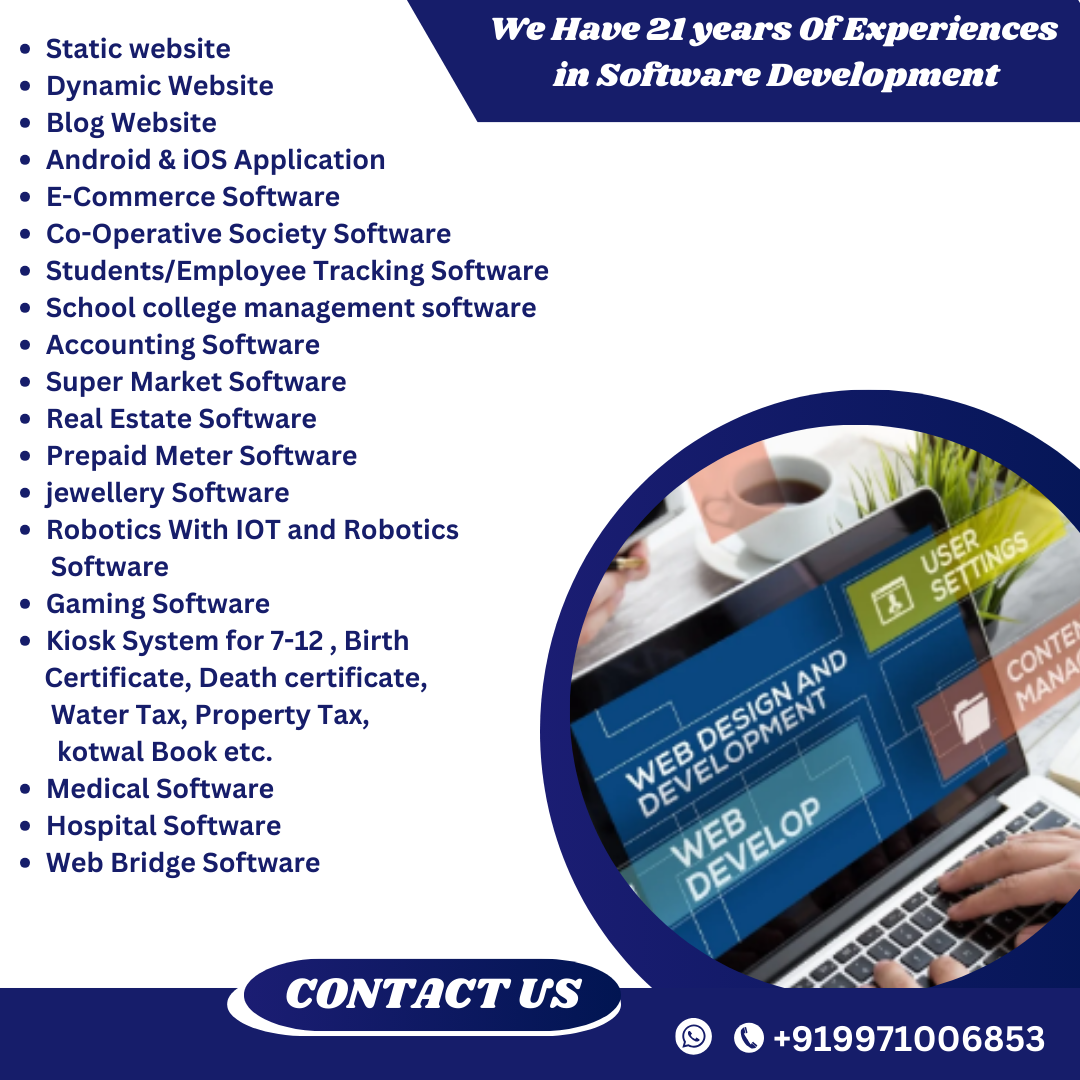 We Have 21 years Of Experiences
in Software Development
Static website
Dynamic Website
Blog Website
Android & iOS Application
E-Commerce Software
Co-Operative Society Software
Students/Employee Tracking Software
School college management software
Accounting Software
Super Market Software
Real Estate Software
Prepaid Meter Software
jewellery Software
Robotics With IOT and Robotics
Software
Gaming Software
Kiosk System for 7-12 , Birth
Certificate, Death certificate,
Water Tax, Property Tax,
kotwal Book etc.
Medical Software
Hospital Software
Web Bridge Software
USER
SETTINGS
WEB DESIGN AND
DEVELOPMENT
WEB
DEVELOP
CONTACT US
+919971006853